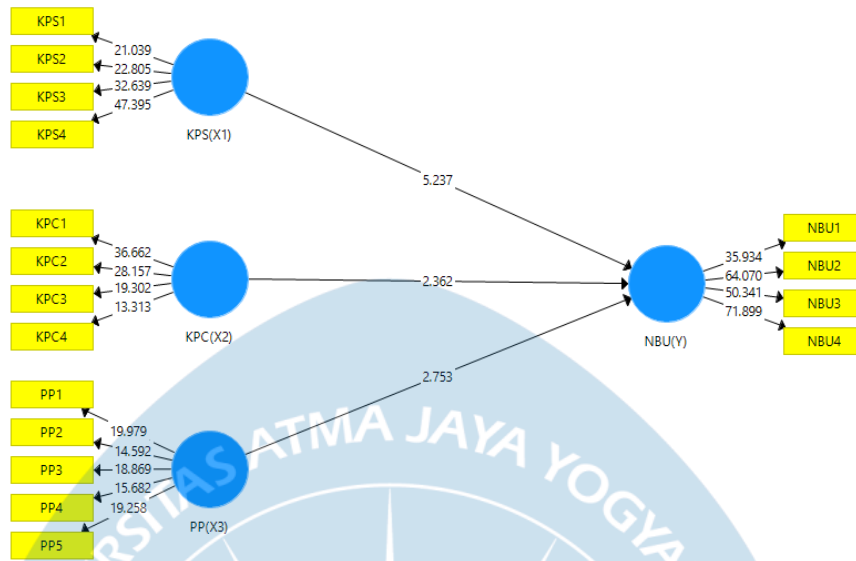 KPS1
KPS2
KPS3
KPS4
21.039
22.805
32.639
47.395
KPS(X1)
5.237
KPC1
KPC2
KPC3
KPC4
36.662
28.157
19.302
13.313
KPC(X2)
2.362
PP1
PP2
PP3
PP4
PP5
19.979
14.592
18.869
15.682
19.258
PP(X3)
2.753
NBU(Y)
35.934
64.070
50.341
71.899
NBU1
NBU2
NBU3
NBU4
RSITAS ATMA JAYA YOGYA